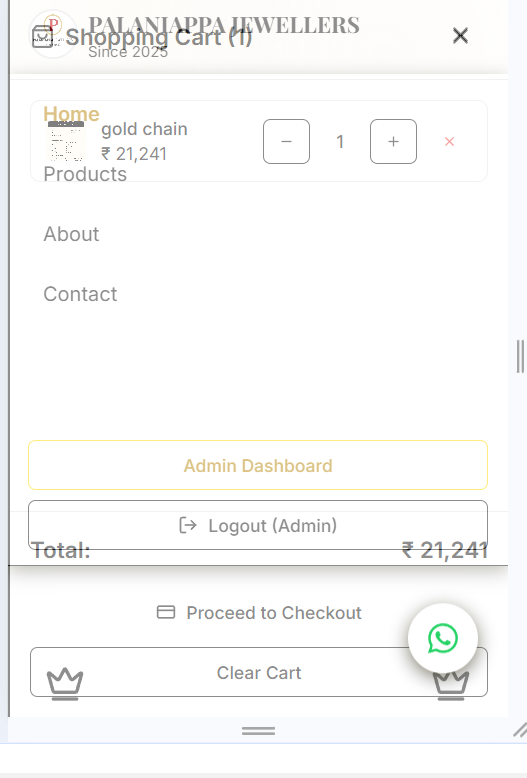 P
PALANIAPPA JEWELLERS
Shopping Cart (1)
Since 2025
Home
gold chain
₹ 21,241
1
Products
About
Contact
Admin Dashboard
Logout (Admin)
Total: ₹ 21,241
Proceed to Checkout
Clear Cart